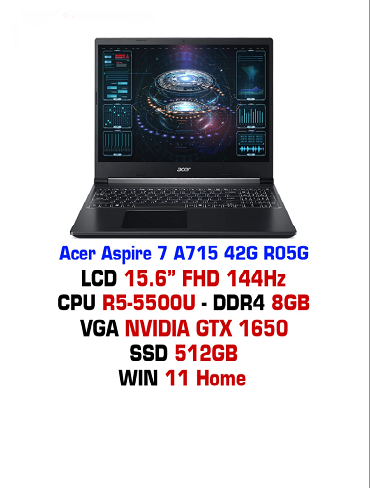 acer
Acer Aspire 7 A715 42G R05G
LCD 15.6” FHD 144Hz
CPU R5-5500U - DDR4 8GB
VGA NVIDIA GTX 1650
SSD 512GB
WIN 11 Home